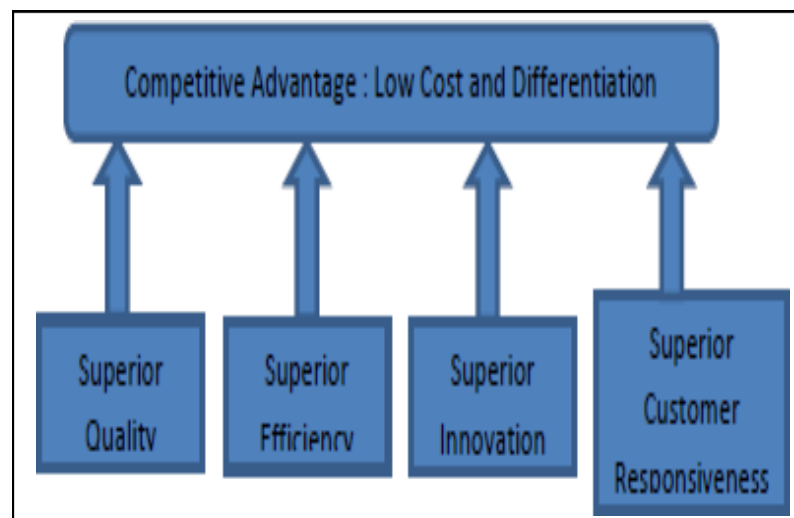 Competitive Advantage : Low Cost and Differentiation
Superior
Quality
Superior
Efficiency
Superior
Innovation
Superior
Customer
Responsiveness